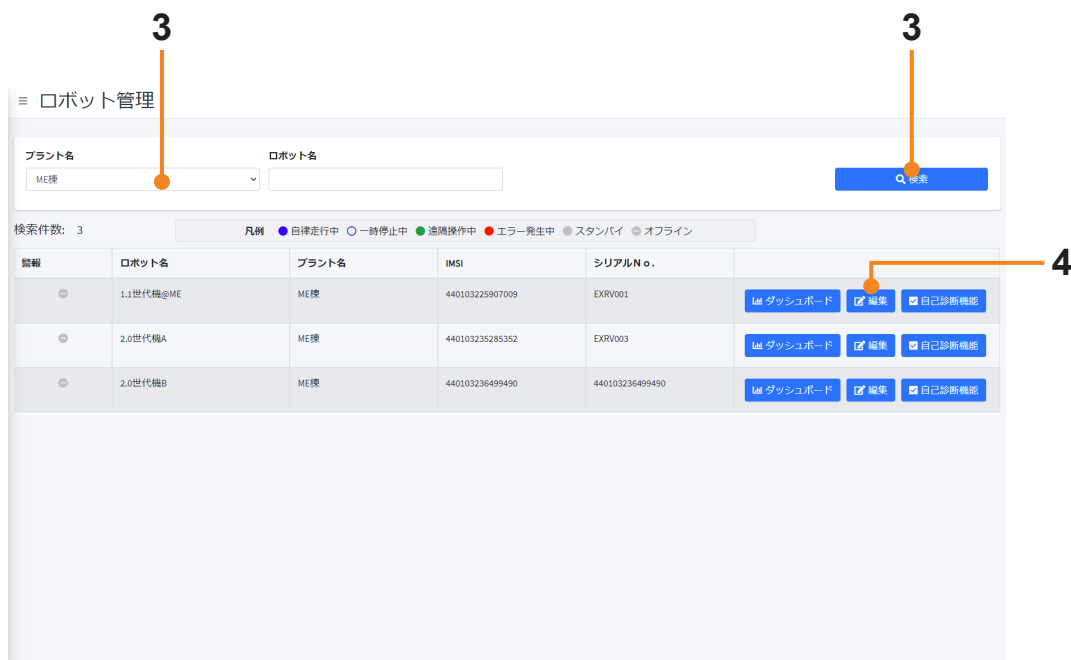 3 3
≡ ロボット管理
プラント名 ロボット名
3 3
ME棟 検索
検索件数: 3 凡例 自律走行中 一時停止中 遠隔操作中 エラー発生中 スタンバイ オフライン
4
警報 ロボット名 プラント名 IMSI シリアルNo.
1.1世代機@ME ME棟 440103225907009 EXRV001 ダッシュボード 編集 自己診断機能
2.0世代機A ME棟 440103235285352 EXRV003 ダッシュボード 編集 自己診断機能
2.0世代機B ME棟 440103236499490 440103236499490 ダッシュボード 編集 自己診断機能